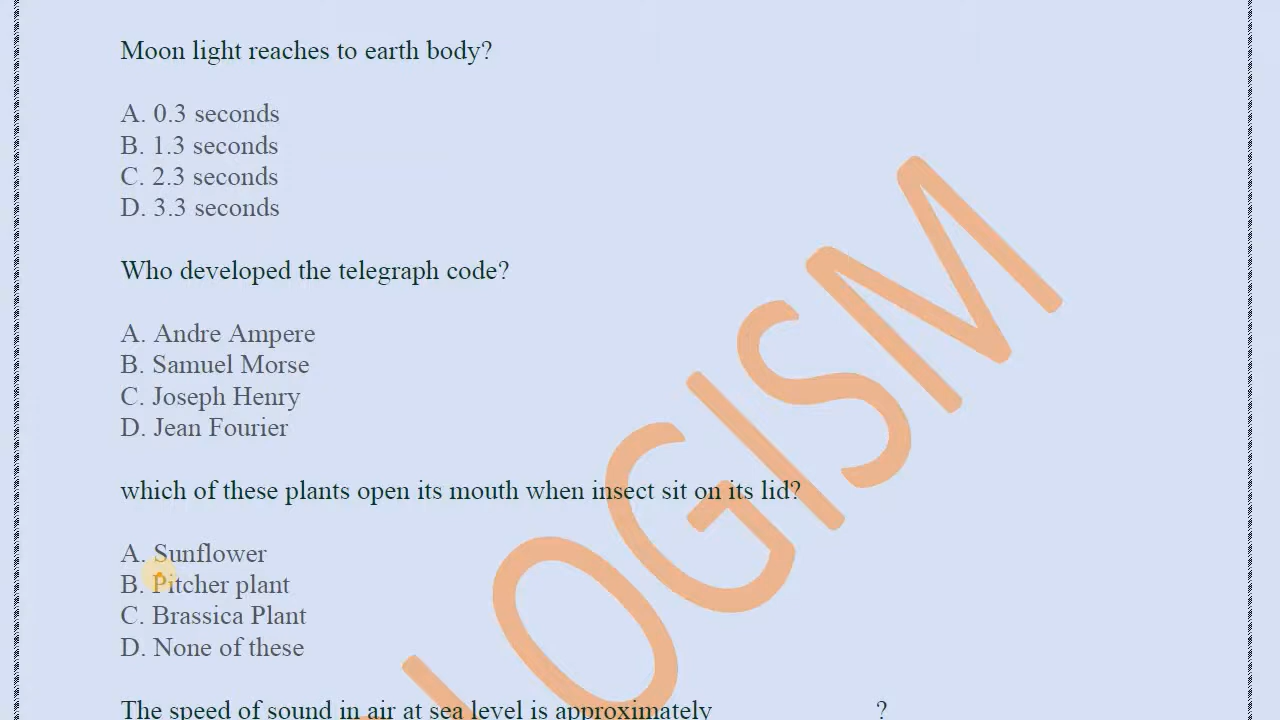 Moon light reaches to earth body?
A. 0.3 seconds
B. 1.3 seconds
C. 2.3 seconds
D. 3.3 seconds
Who developed the telegraph code?
A. Andre Ampere
B. Samuel Morse
C. Joseph Henry
D. Jean Fourier
which of these plants open its mouth when insect sit on its lid?
A. Sunflower
B. Pitcher plant
C. Brassica Plant
D. None of these
The speed of sound in air at sea level is approximately ____________?
OGISM